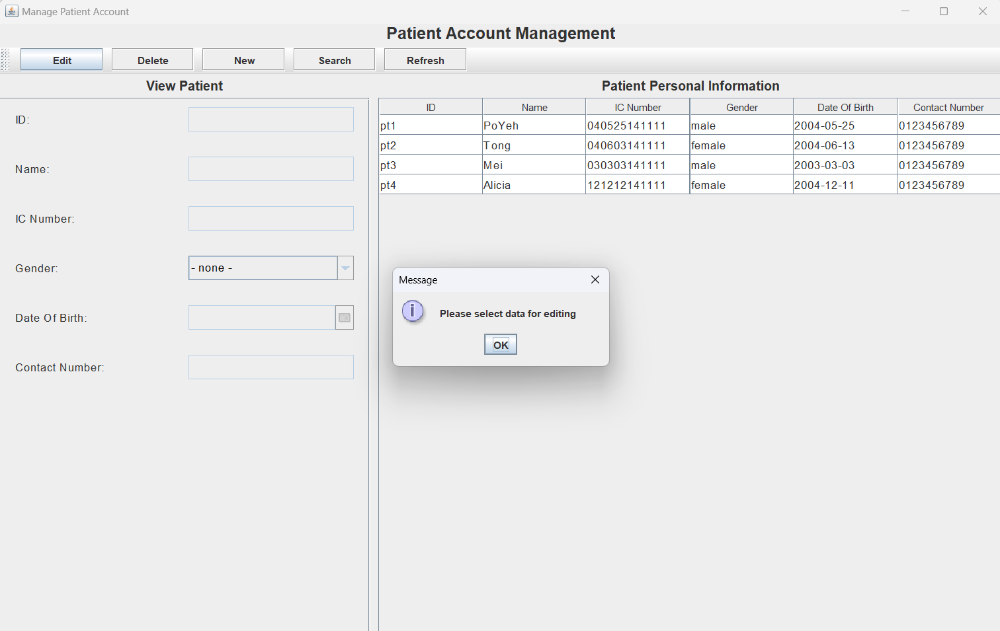 Manage Patient Account
Patient Account Management
Edit Delete New Search Refresh
View Patient
ID:
Name:
IC Number:
Gender: - none -
Date Of Birth:
Contact Number:
Patient Personal Information
ID Name IC Number Gender Date Of Birth Contact Number
pt1 PoYeh 040525141111 male 2004-05-25 0123456789
pt2 Tong 040603141111 female 2004-06-13 0123456789
pt3 Mei 030303141111 male 2003-03-03 0123456789
pt4 Alicia 121212141111 female 2004-12-11 0123456789
Message
i Please select data for editing
OK